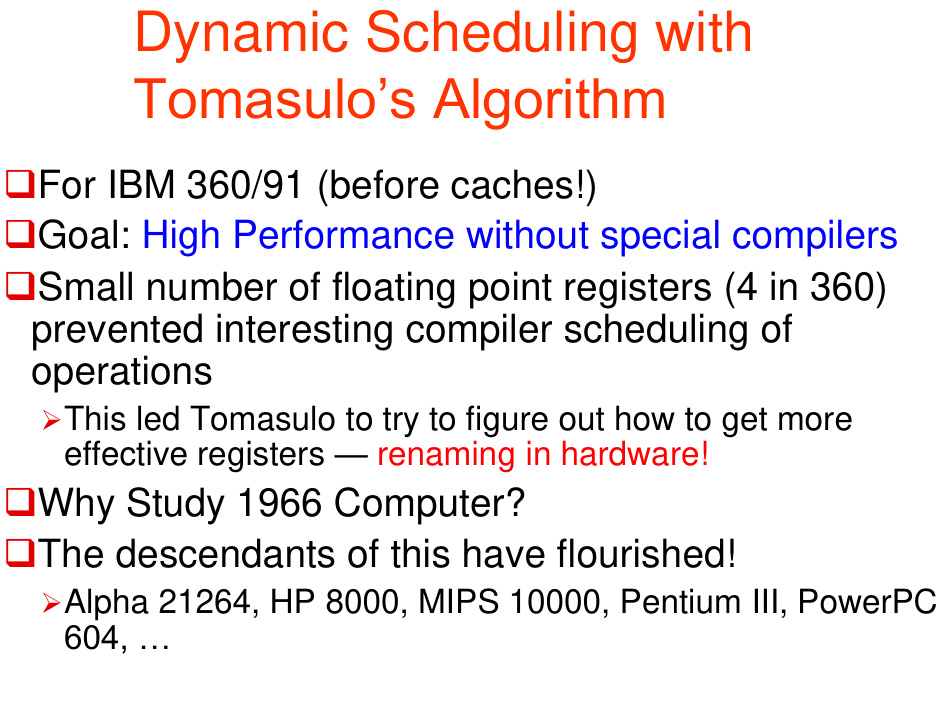 Dynamic Scheduling with
Tomasulo’s Algorithm
❑For IBM 360/91 (before caches!)
❑Goal: High Performance without special compilers
❑Small number of floating point registers (4 in 360)
prevented interesting compiler scheduling of
operations
➢This led Tomasulo to try to figure out how to get more
effective registers — renaming in hardware!
❑Why Study 1966 Computer?
❑The descendants of this have flourished!
➢Alpha 21264, HP 8000, MIPS 10000, Pentium III, PowerPC
604, …